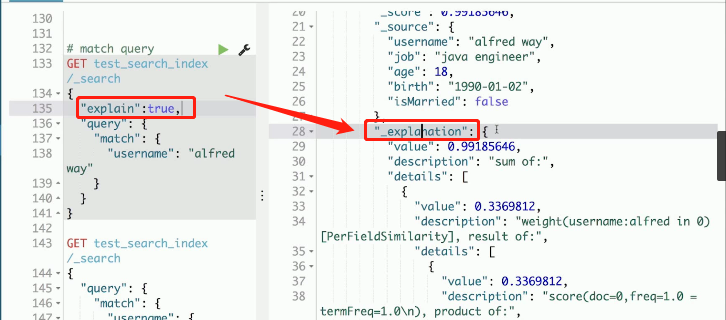 130
131
132 # match query
133 GET test_search_index
/_search
134 {
135 "explain":true,
136 "query": {
137 "match": {
138 "username": "alfred
way"
139 }
140 }
141 }
142
143 GET test_search_index
/_search
144 {
145 "query": {
146 "match": {
147 "username": {
20 "_score": 0.99185646,
21 "_source": {
22 "username": "alfred way",
23 "job": "java engineer",
24 "age": 18,
25 "birth": "1990-01-02",
26 "isMarried": false
27 }
28 "_explanation": {
29 "value": 0.99185646,
30 "description": "sum of:",
31 "details": [
32 {
33 "value": 0.3369812,
34 "description": "weight(username:alfred in 0)
[PerFieldSimilarity], result of:",
35 "details": [
36 {
37 "value": 0.3369812,
38 "description": "score(doc=0,freq=1.0 =
termFreq=1.0\n), product of:",